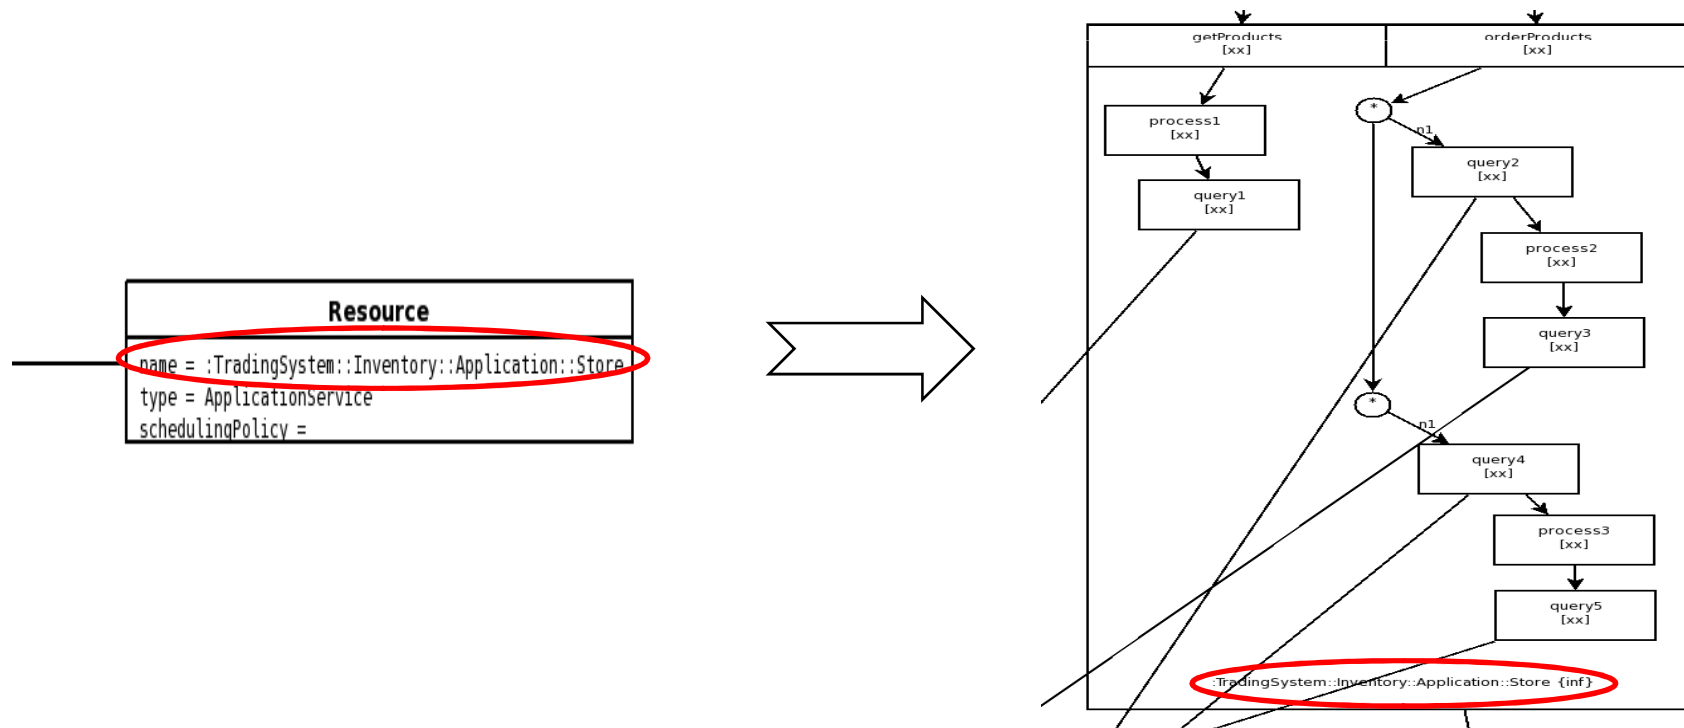 Resource
name = :TradingSystem::Inventory::Application::Store
type = ApplicationService
schedulingPolicy =
getProducts
[xx]
orderProducts
[xx]
process1
[xx]
query1
[xx]
*
n1
query2
[xx]
process2
[xx]
query3
[xx]
*
n1
query4
[xx]
process3
[xx]
query5
[xx]
:TradingSystem::Inventory::Application::Store {inf}